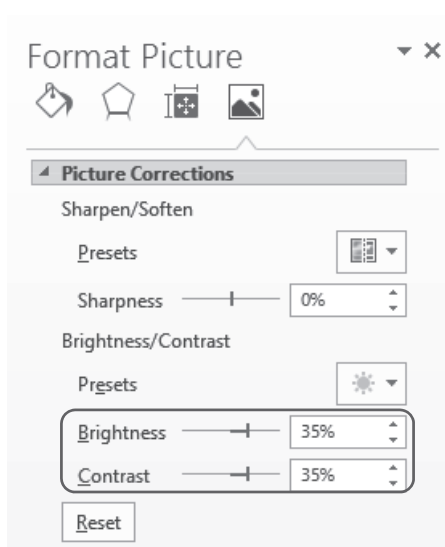 Format Picture
Picture Corrections
Sharpen/Soften
Presets
Sharpness 0%
Brightness/Contrast
Presets
Brightness 35%
Contrast 35%
Reset